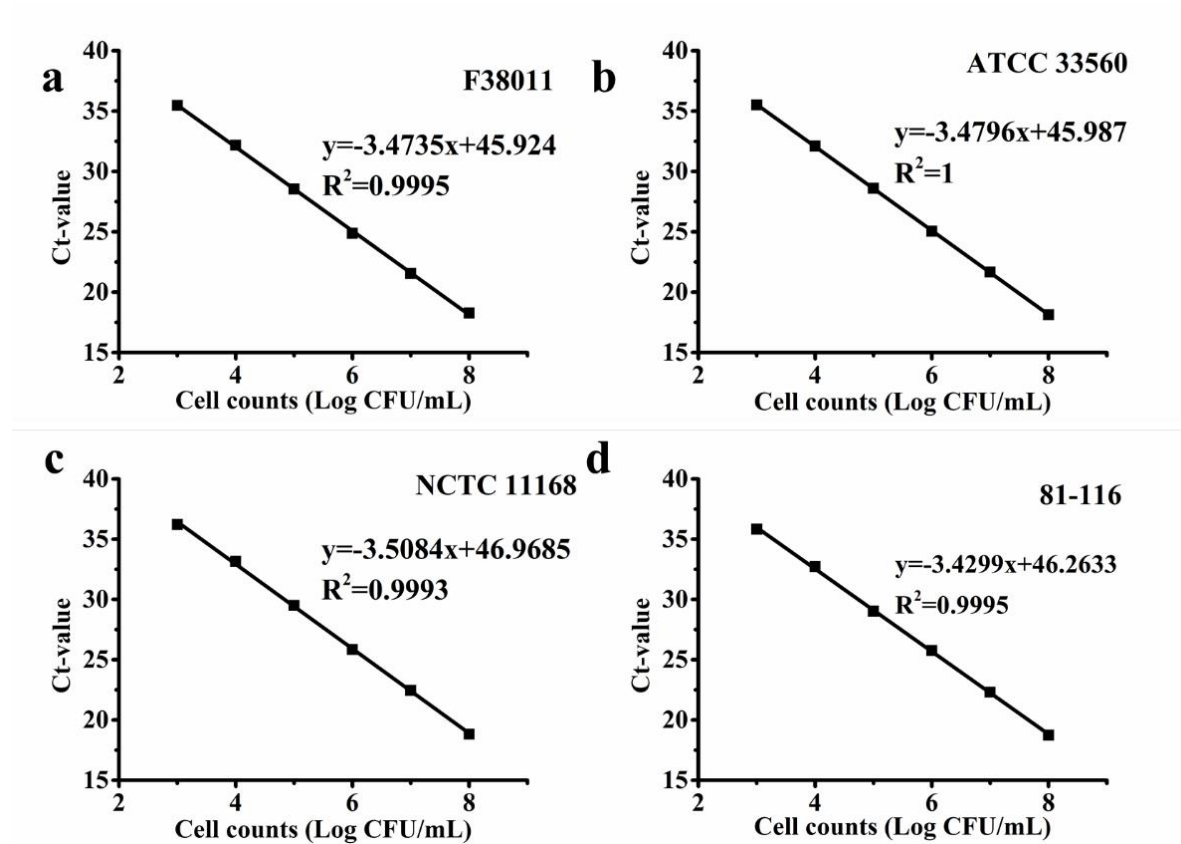 a
F38011
y=-3.4735x+45.924
R²=0.9995
Ct-value
40
35
30
25
20
15
2 4 6 8
Cell counts (Log CFU/mL)
b
ATCC 33560
y=-3.4796x+45.987
R²=1
Ct-value
40
35
30
25
20
15
2 4 6 8
Cell counts (Log CFU/mL)
c
NCTC 11168
y=-3.5084x+46.9685
R²=0.9993
Ct-value
40
35
30
25
20
15
2 4 6 8
Cell counts (Log CFU/mL)
d
81-116
y=-3.4299x+46.2633
R²=0.9995
Ct-value
40
35
30
25
20
15
2 4 6 8
Cell counts (Log CFU/mL)